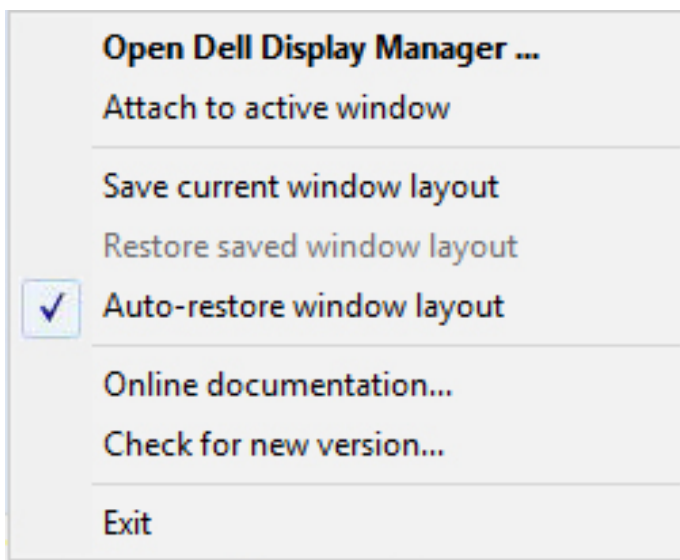 Open Dell Display Manager ...
Attach to active window
Save current window layout
Restore saved window layout
Auto-restore window layout
Online documentation...
Check for new version...
Exit